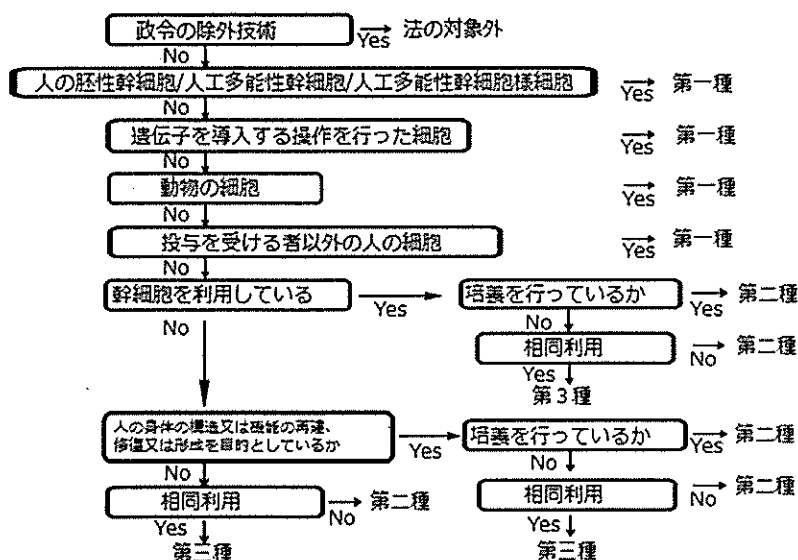 政令の除外技術
Yes
法の対象外
No
人の胚性幹細胞/人工多能性幹細胞/人工多能性幹細胞様細胞
Yes
第一種
No
遺伝子を導入する操作を行った細胞
Yes
第一種
No
動物の細胞
Yes
第一種
No
投与を受ける者以外の人の細胞
Yes
第一種
No
幹細胞を利用している
Yes
培養を行っているか
Yes
第二種
No
No
相同利用
No
第二種
Yes
第3種
人の身体の構造又は機能の再建、
修復又は形成を目的としているか
Yes
培養を行っているか
Yes
第二種
No
No
相同利用
No
第二種
相同利用
No
第二種
Yes
第三種
Yes
第三種